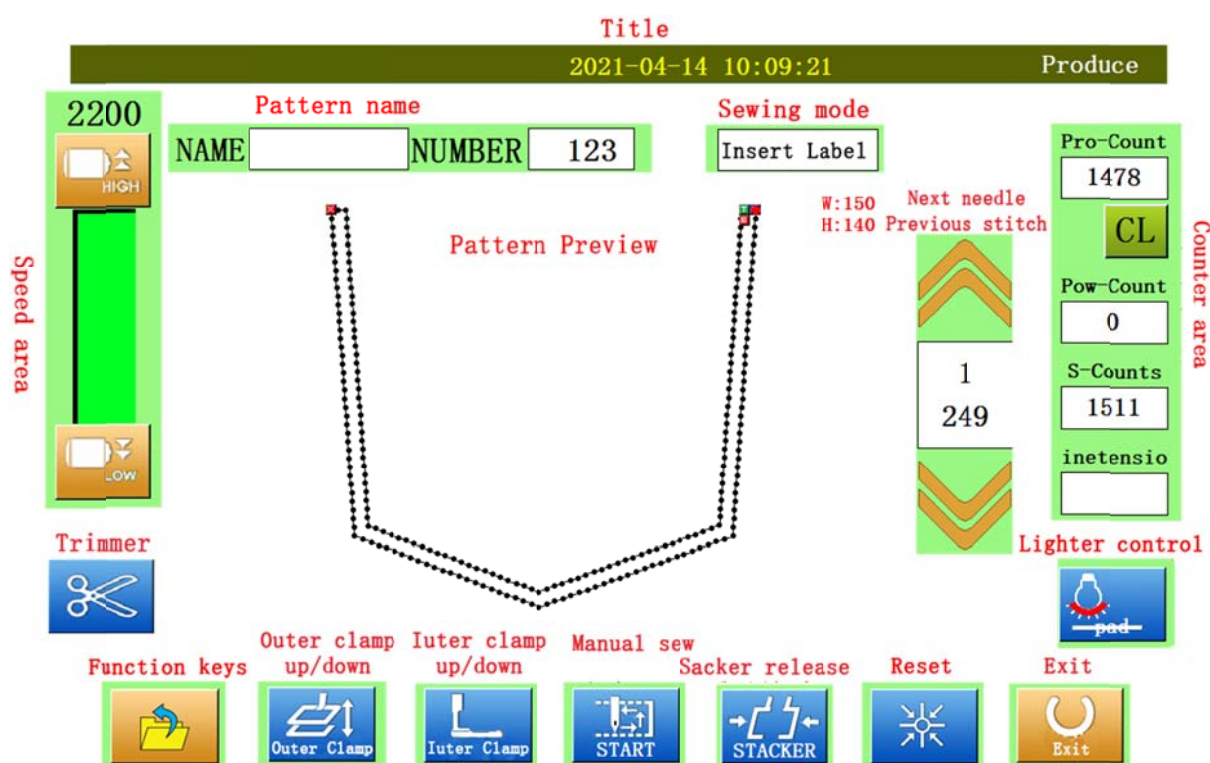 Title
2021-04-14 10:09:21 Produce
2200
Pattern name
Sewing mode
NAME NUMBER 123
Insert Label
Pro-Count
1478
HIGH
W:150
H:140
Next needle
Previous stitch
Pattern Preview
CL
Speed area
Counter area
Pow-Count
0
1
249
S-Counts
1511
inetensio
LOW
Trimmer
Lighter control
pad
Function keys
Outer clamp
up/down
Iuter clamp
up/down
Manual sew
Sacker release
Reset
Exit
Outer Clamp
Iuter Clamp
START
STACKER
Exit